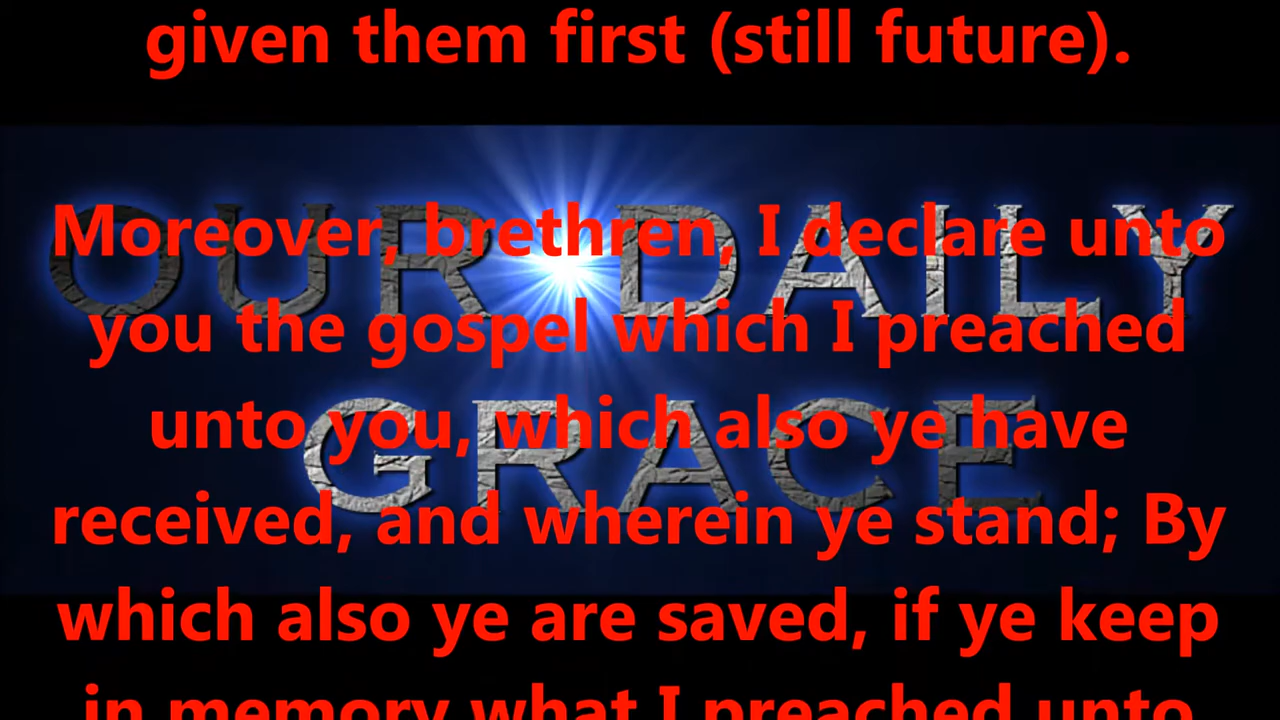 given them first (still future).
Moreover, brethren, I declare unto
OUR DAILY
you the gospel which I preached
unto you, which also ye have
GRACE
received, and wherein ye stand; By
which also ye are saved, if ye keep
in memory what I preached unto